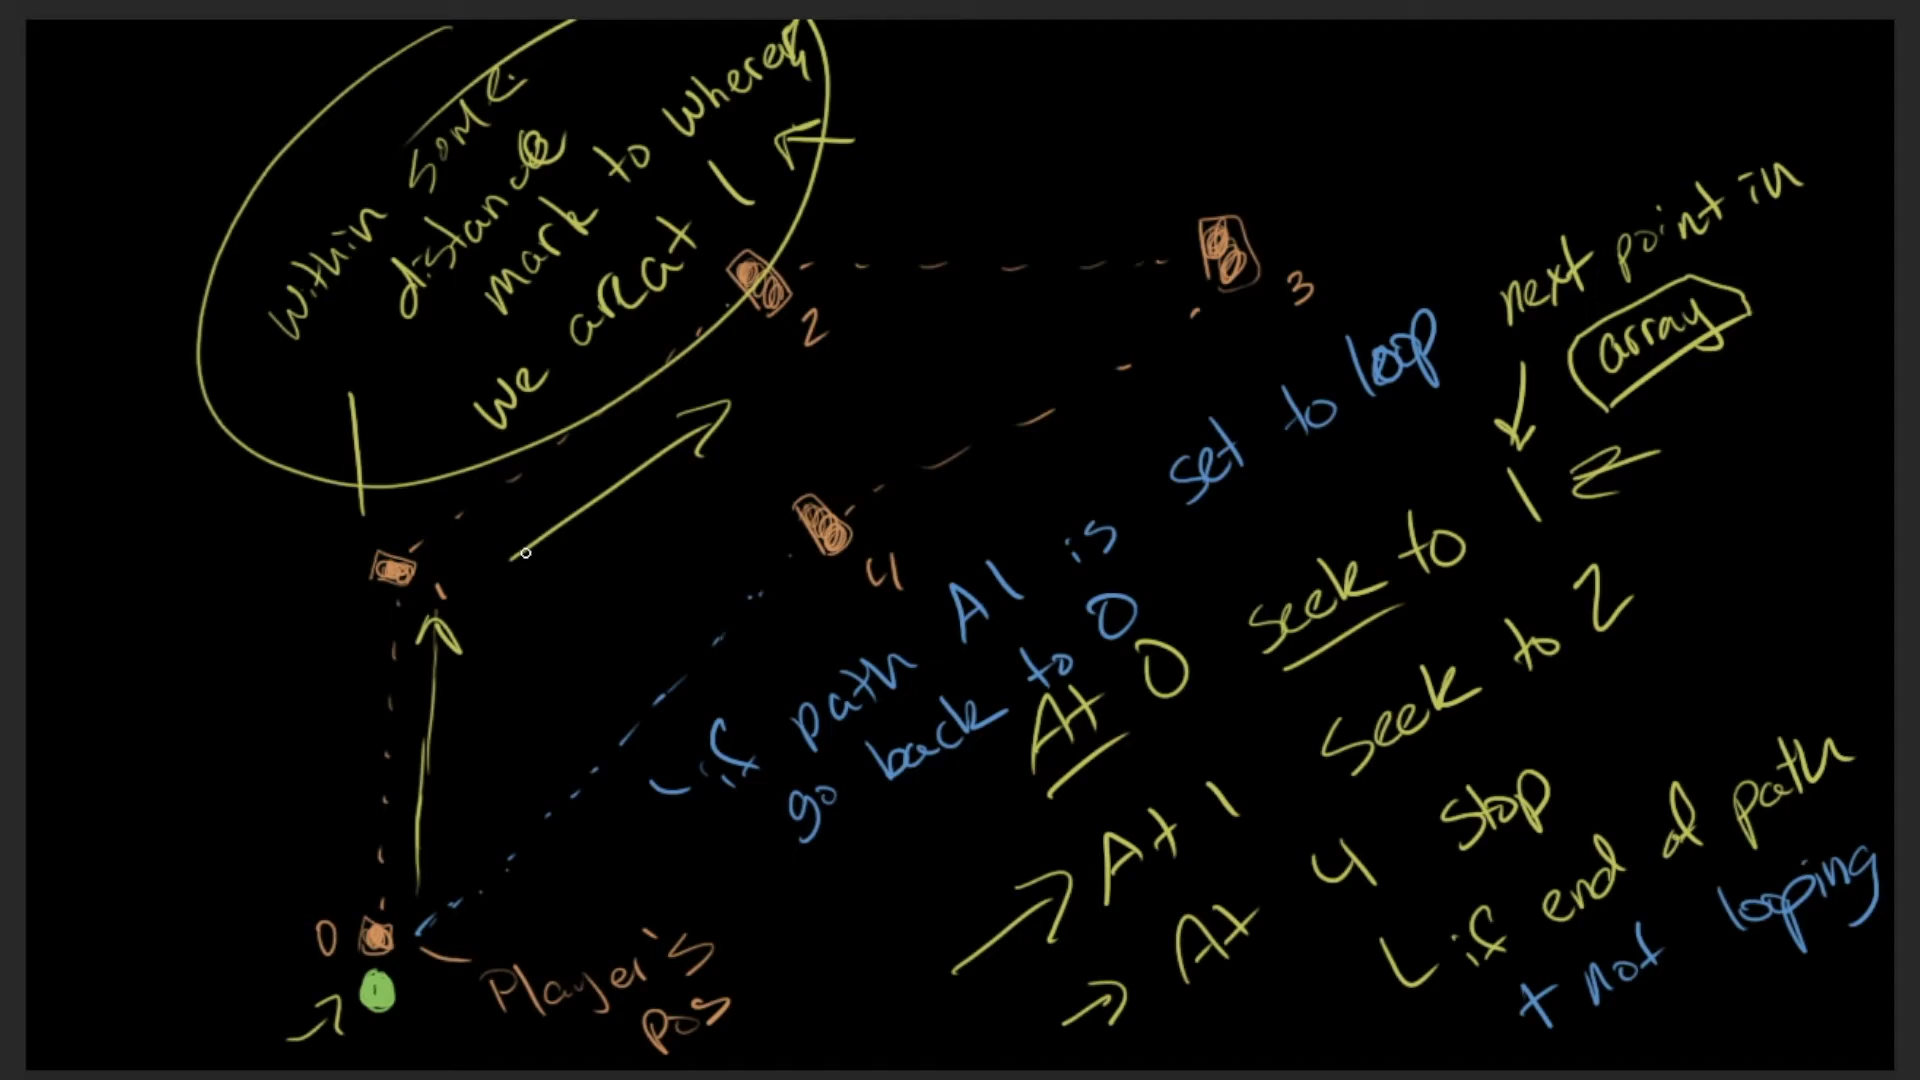 within some
distance
mark to where
we are at 1
2
3
1
4
0
Player's
pos
- if path AI is set to loop
go back to 0
next point in
array
At 0 seek to 1
At 1 seek to 2
At 4 stop
if end of path
+ not looping